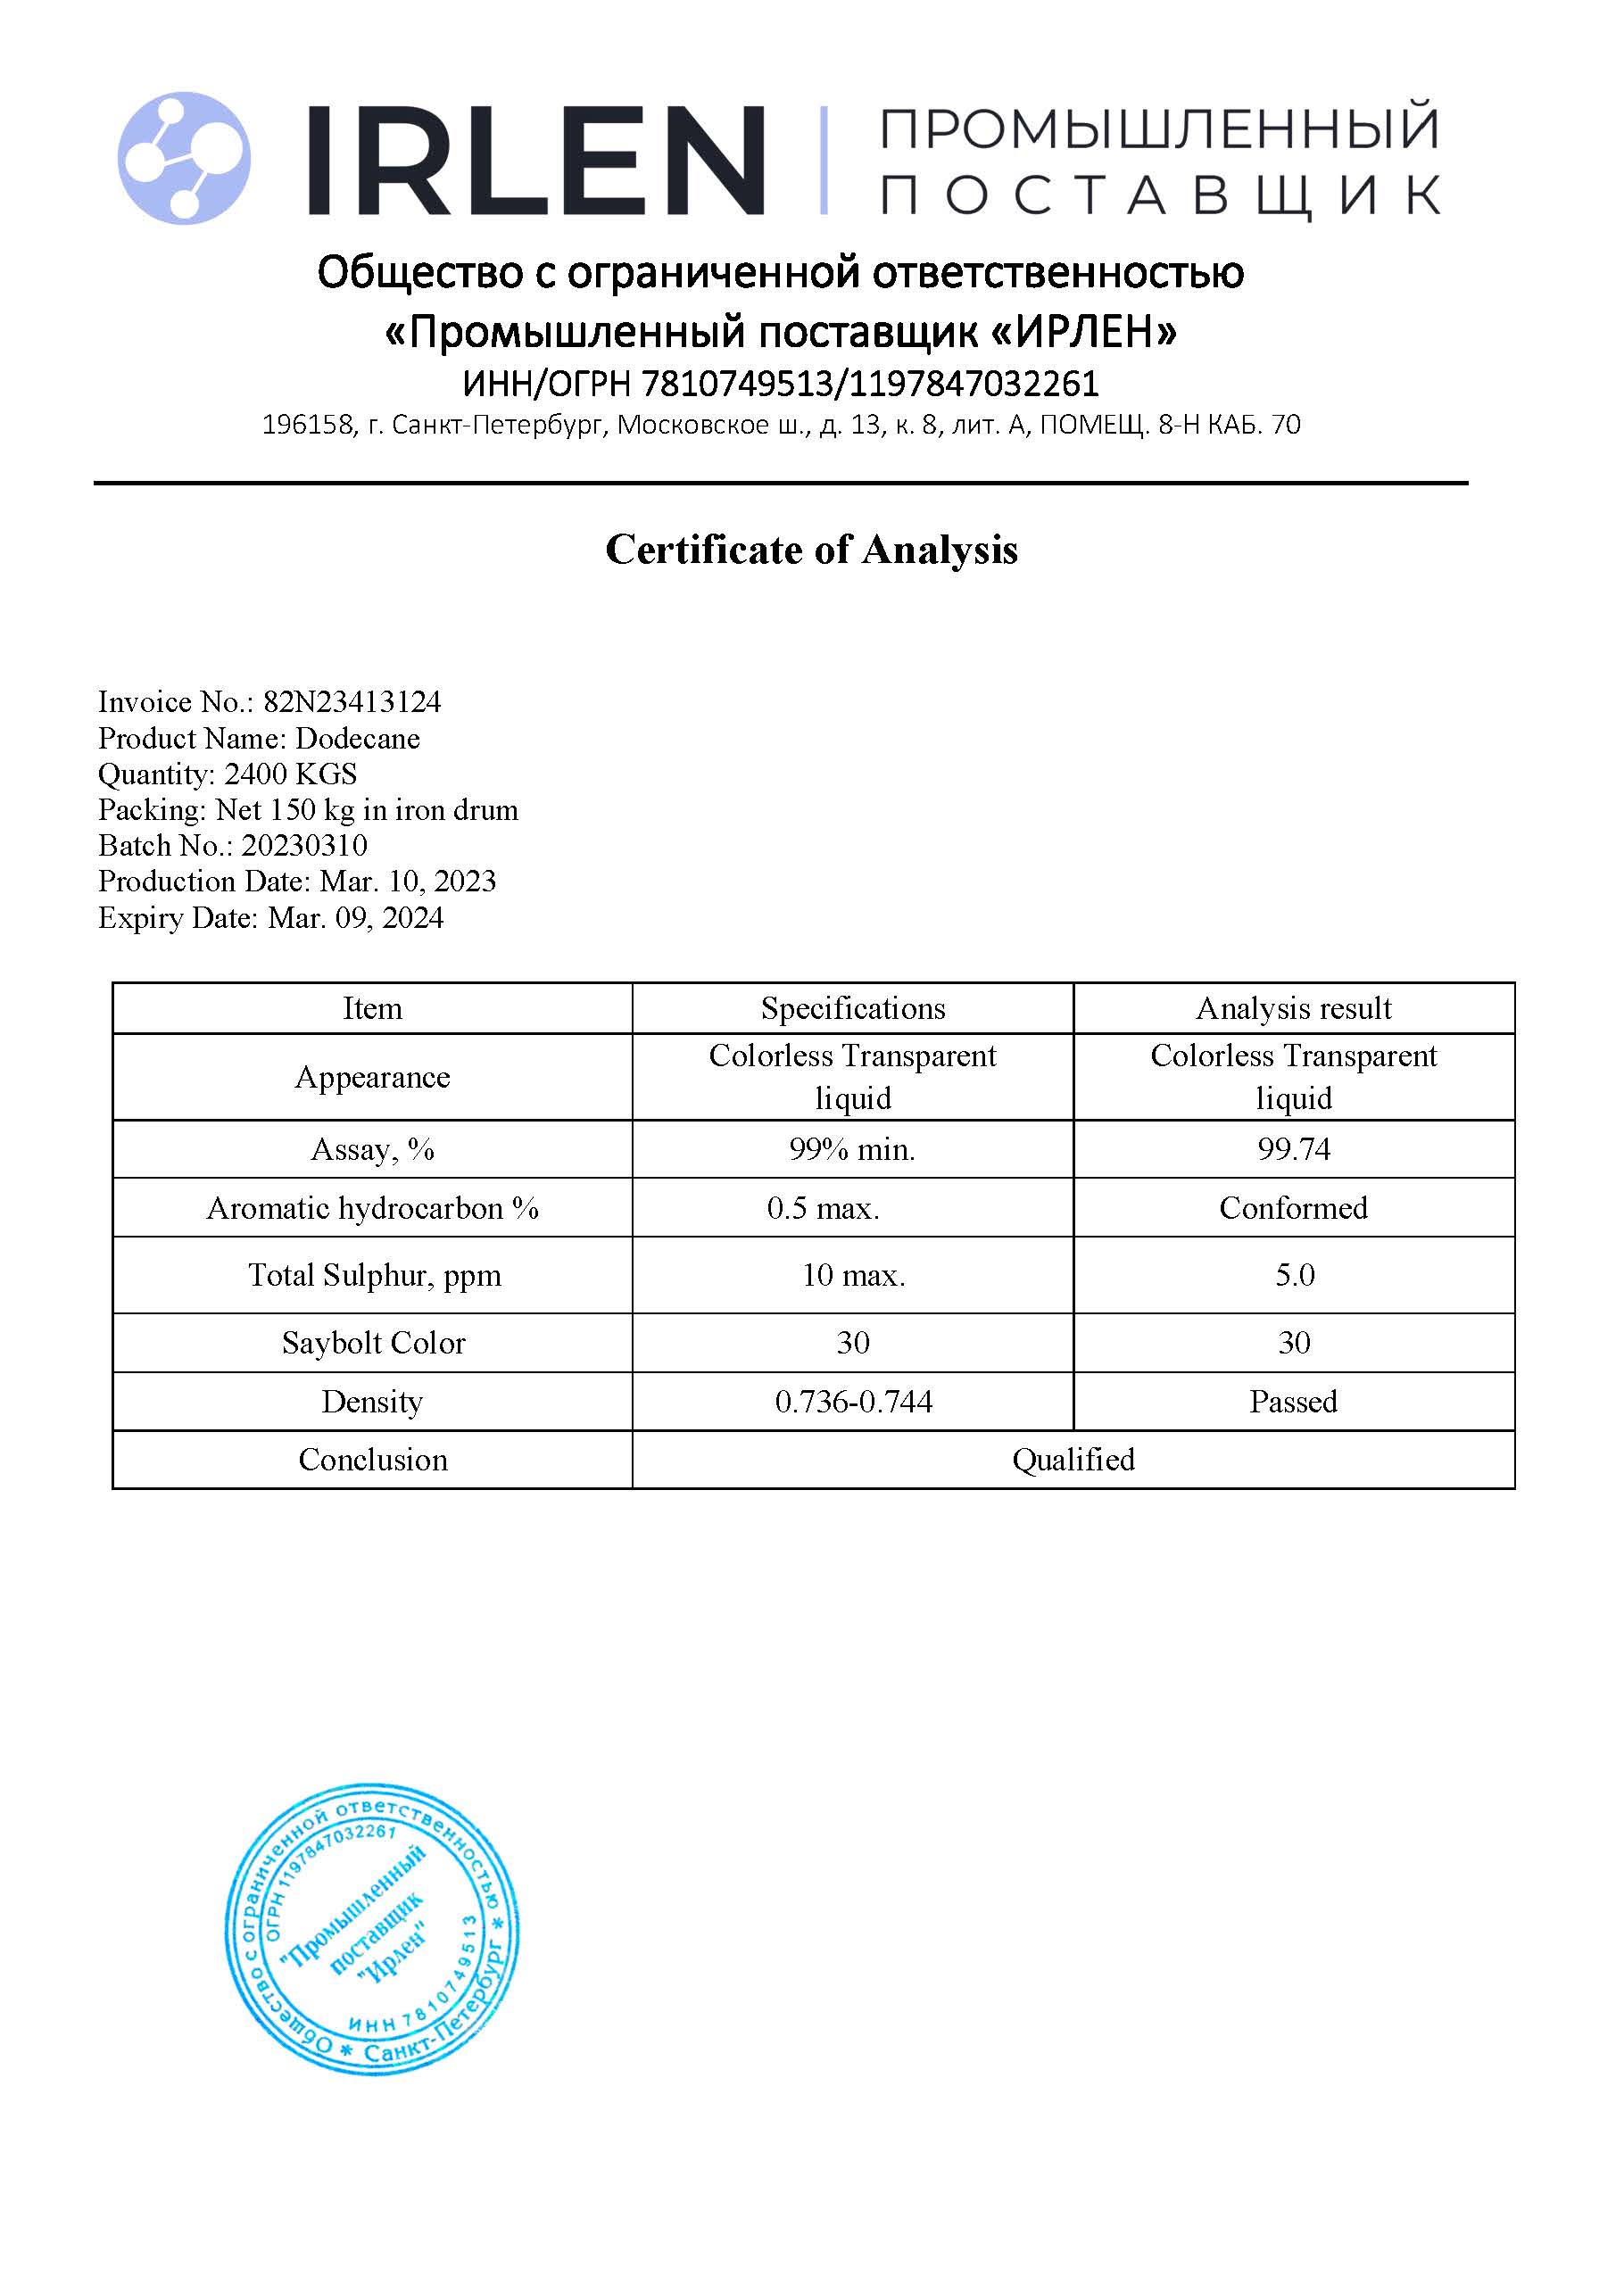 IRLEN
ПРОМЫШЛЕННЫЙ
ПОСТАВЩИК
Общество с ограниченной ответственностью
«Промышленный поставщик «ИРЛЕН»
ИНН/ОГРН 7810749513/1197847032261
196158, г. Санкт-Петербург, Московское ш., д. 13, к. 8, лит. А, ПОМЕЩ. 8-Н КАБ. 70
Certificate of Analysis
Invoice No.: 82N23413124
Product Name: Dodecane
Quantity: 2400 KGS
Packing: Net 150 kg in iron drum
Batch No.: 20230310
Production Date: Mar. 10, 2023
Expiry Date: Mar. 09, 2024
Item Specifications Analysis result
Appearance Colorless Transparent liquid Colorless Transparent liquid
Assay, % 99% min. 99.74
Aromatic hydrocarbon % 0.5 max. Conformed
Total Sulphur, ppm 10 max. 5.0
Saybolt Color 30 30
Density 0.736-0.744 Passed
Conclusion Qualified
Общество с ограниченной ответственностью * Санкт-Петербург *
ОГРН 1197847032261
"Промышленный
поставщик
"Ирлен"
ИНН 7810749513